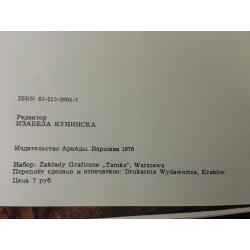 ISBN 83-213-2904-7
Редактор
ИЗАБЕЛА КУНИНСКА
Издательство Аркады. Варшава 1979
Набор: Zakłady Graficzne „Tamka”, Warszawa
Переплёт сделано и отпечатано: Drukarnia Wydawnicza, Kraków.
Цена 7 руб.